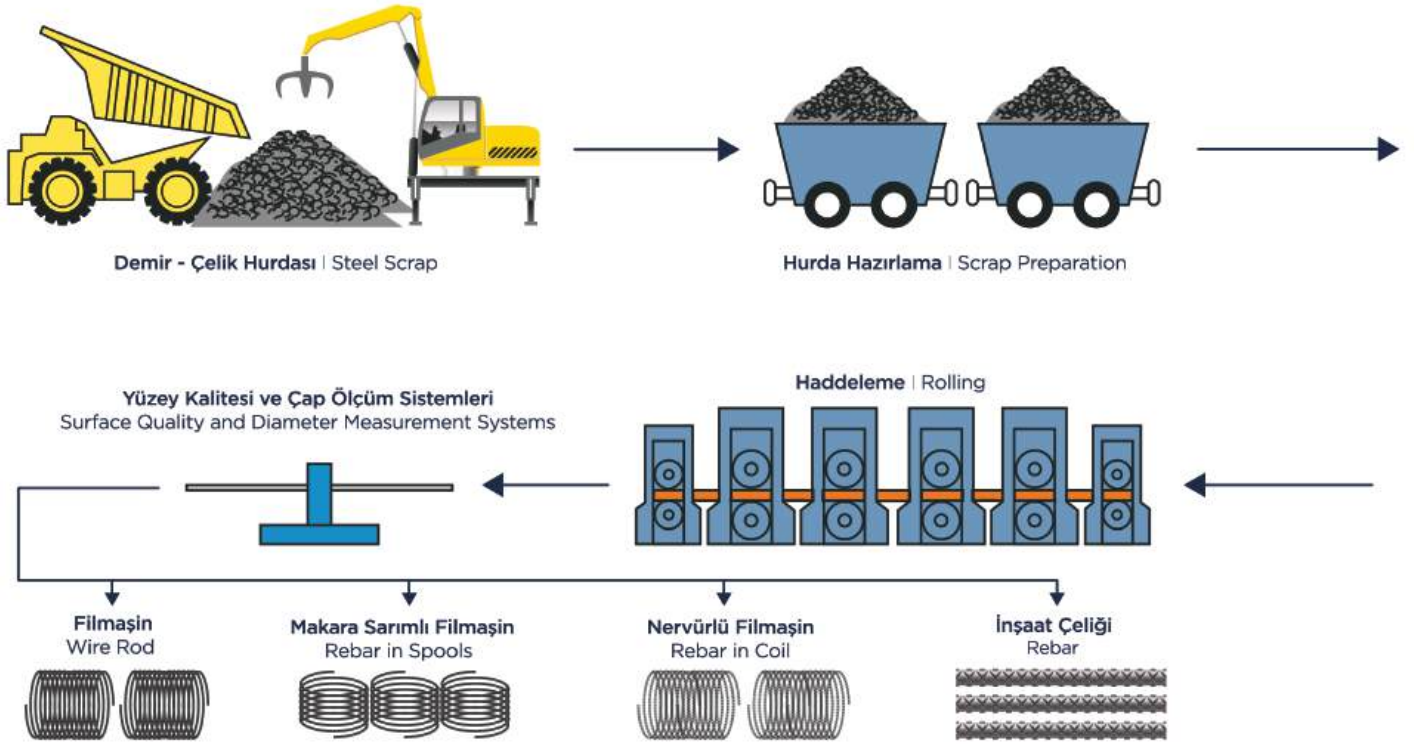 Demir - Çelik Hurdası | Steel Scrap
Hurda Hazırlama | Scrap Preparation
Yüzey Kalitesi ve Çap Ölçüm Sistemleri
Surface Quality and Diameter Measurement Systems
Haddeleme | Rolling
Filmaşin
Wire Rod
Makara Sarımlı Filmaşin
Rebar in Spools
Nervürlü Filmaşin
Rebar in Coil
İnşaat Çeliği
Rebar